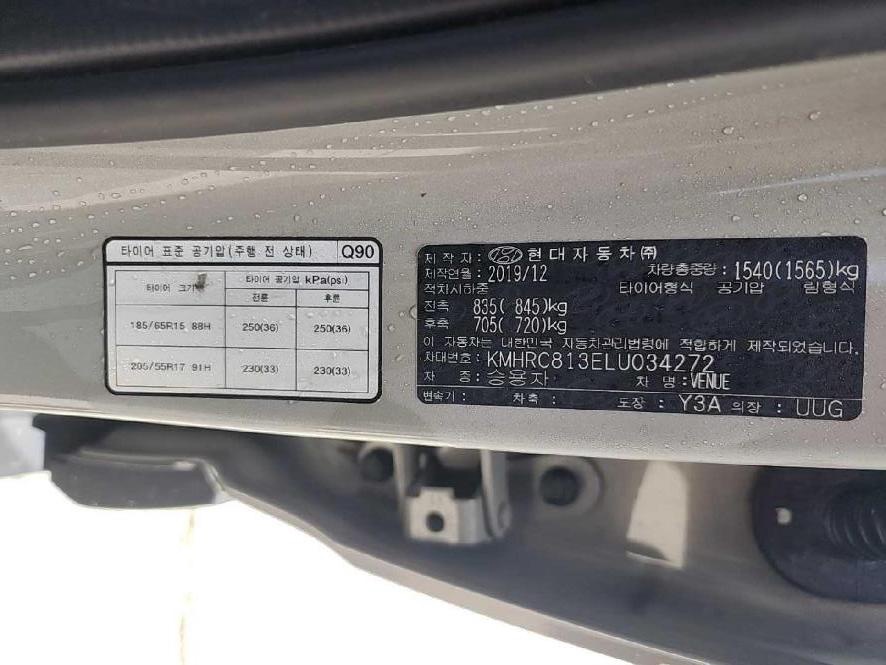 타이어 표준 공기압(주행 전 상태) Q90
타이어 크기 타이어 공기압 kPa(psi)
전륜 후륜
185/65R15 88H 250(36) 250(36)
205/55R17 91H 230(33) 230(33)
제 작 자 : 현대자동차㈜
제작연월 : 2019/12 차량총중량 : 1540(1565)kg
적차시하중 타이어형식 공기압 림형식
전축 835( 845)kg
후축 705( 720)kg
이 자동차는 대한민국 자동차관리법령에 적합하게 제작되었습니다.
차대번호 : KMHRC813ELU034272
차 종 : 승용차 차 명 : VENUE
변속기 : 차축 : 도장 : Y3A 의장 : UUG